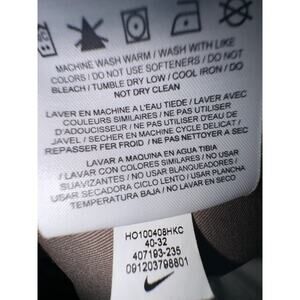 MACHINE WASH WARM / WASH WITH LIKE
COLORS / DO NOT USE SOFTENERS / DO NOT
BLEACH / TUMBLE DRY LOW / COOL IRON / DO
NOT DRY CLEAN
LAVER EN MACHINE A L'EAU TIEDE / LAVER AVEC
COULEURS SIMILAIRES / NE PAS UTILISER
D'ADOUCISSEUR / NE PAS UTILISER D'EAU DE
JAVEL / SECHER EN MACHINE CYCLE DELICAT /
REPASSER FER FROID / NE PAS NETTOYER A SEC
LAVAR A MAQUINA EN AGUA TIBIA
/ LAVAR CON COLORES SIMILARES / NO USAR
SUAVIZANTES / NO USAR BLANQUEADORES /
USAR SECADORA CICLO LENTO / USAR PLANCHA
TEMPERATURA BAJA / NO LAVAR EN SECO
HO100408HKC
40-32
407193-235
091203798801